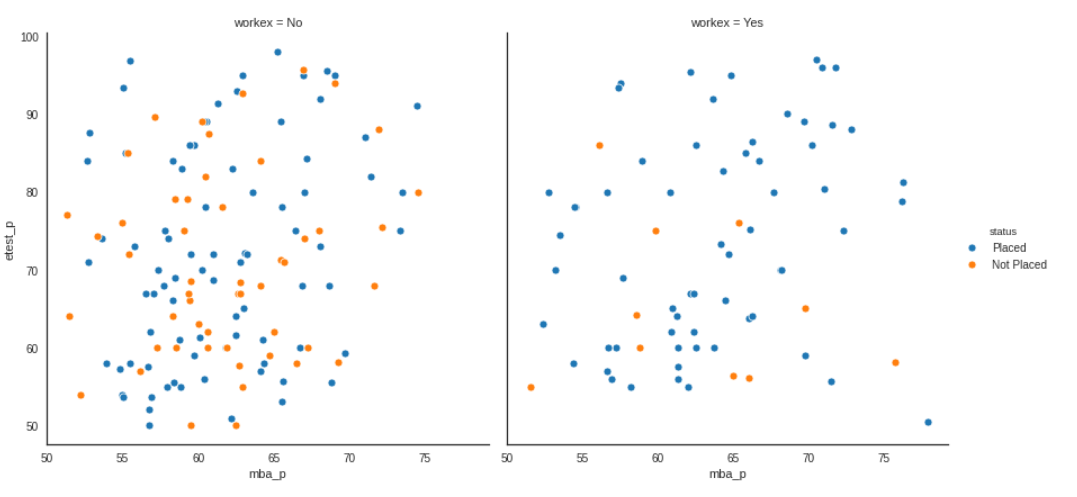 workex = No
workex = Yes
100
90
80
70
60
50
etest_p
50 55 60 65 70 75
50 55 60 65 70 75
mba_p
mba_p
status
Placed
Not Placed